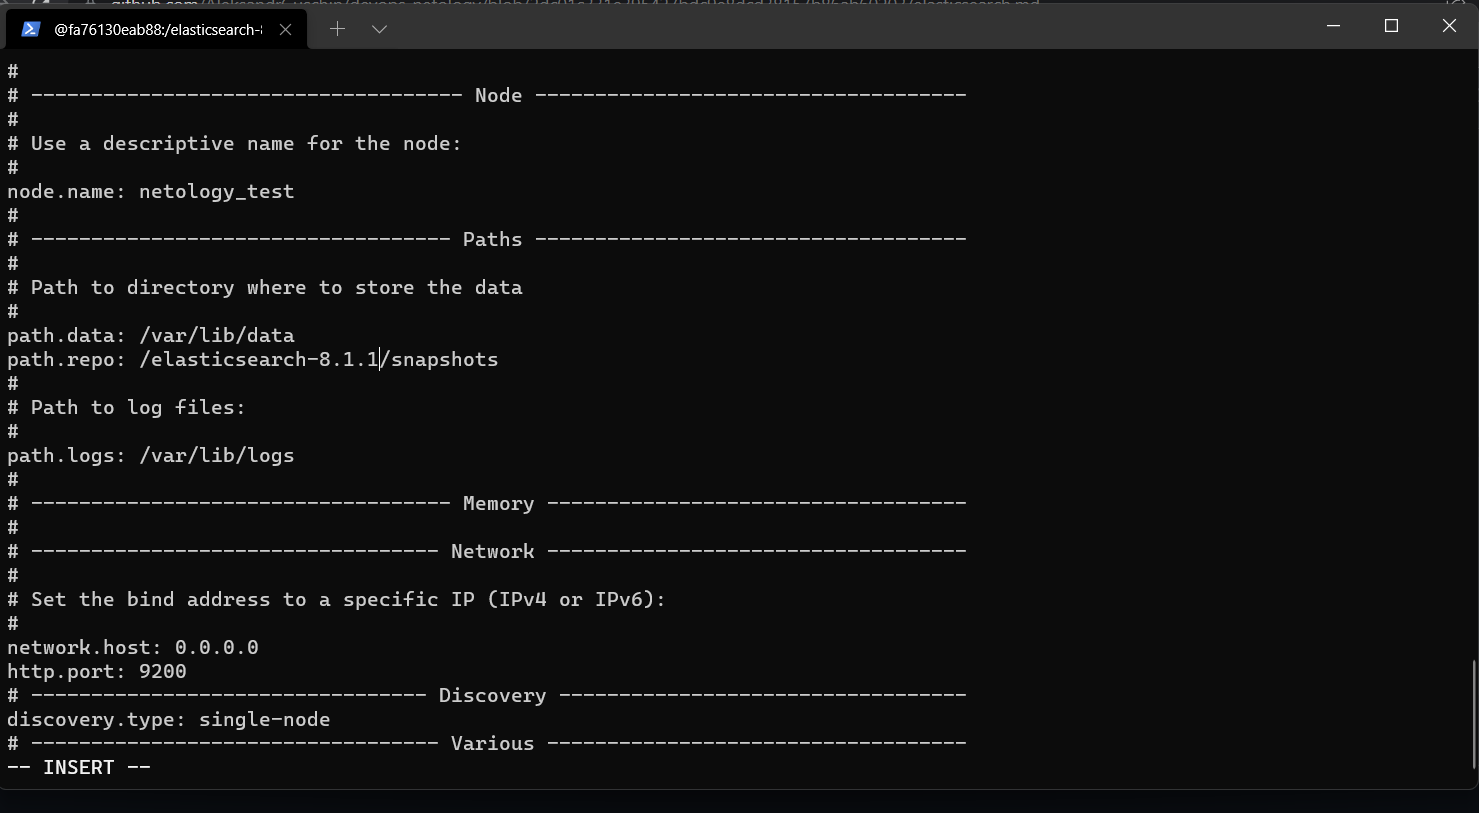 @fa76130eab88:/elasticsearch-8
#
# ------------------------------------ Node ------------------------------------
#
# Use a descriptive name for the node:
#
node.name: netology_test
#
# ----------------------------------- Paths ------------------------------------
#
# Path to directory where to store the data
#
path.data: /var/lib/data
path.repo: /elasticsearch-8.1.1/snapshots
#
# Path to log files:
#
path.logs: /var/lib/logs
#
# ----------------------------------- Memory -----------------------------------
#
# ---------------------------------- Network -----------------------------------
#
# Set the bind address to a specific IP (IPv4 or IPv6):
#
network.host: 0.0.0.0
http.port: 9200
# --------------------------------- Discovery ----------------------------------
discovery.type: single-node
# ---------------------------------- Various -----------------------------------
-- INSERT --